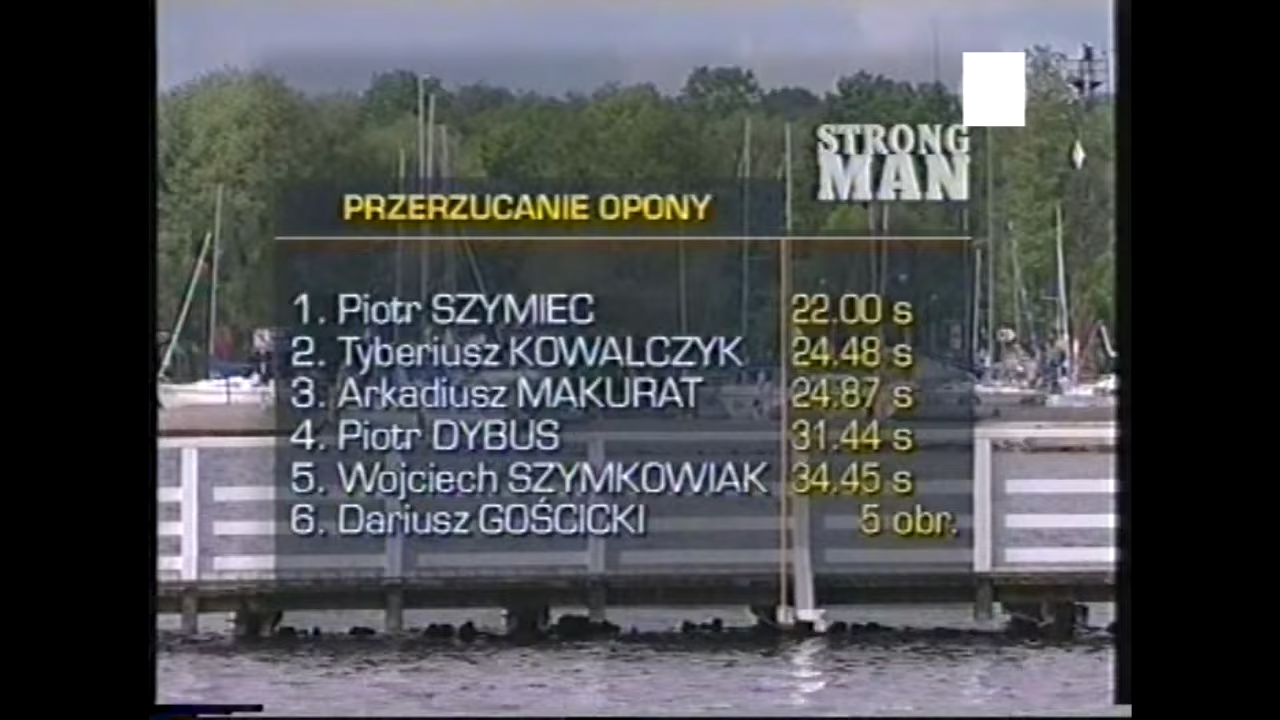 STRONG
MAN
PRZERZUCANIE OPONY
1. Piotr SZYMIEC 22.00 s
2. Tyberiusz KOWALCZYK 24.48 s
3. Arkadiusz MAKURAT 24.87 s
4. Piotr DYBUS 31.44 s
5. Wojciech SZYMKOWIAK 34.45 s
6. Dariusz GOŚCICKI 5 obr.